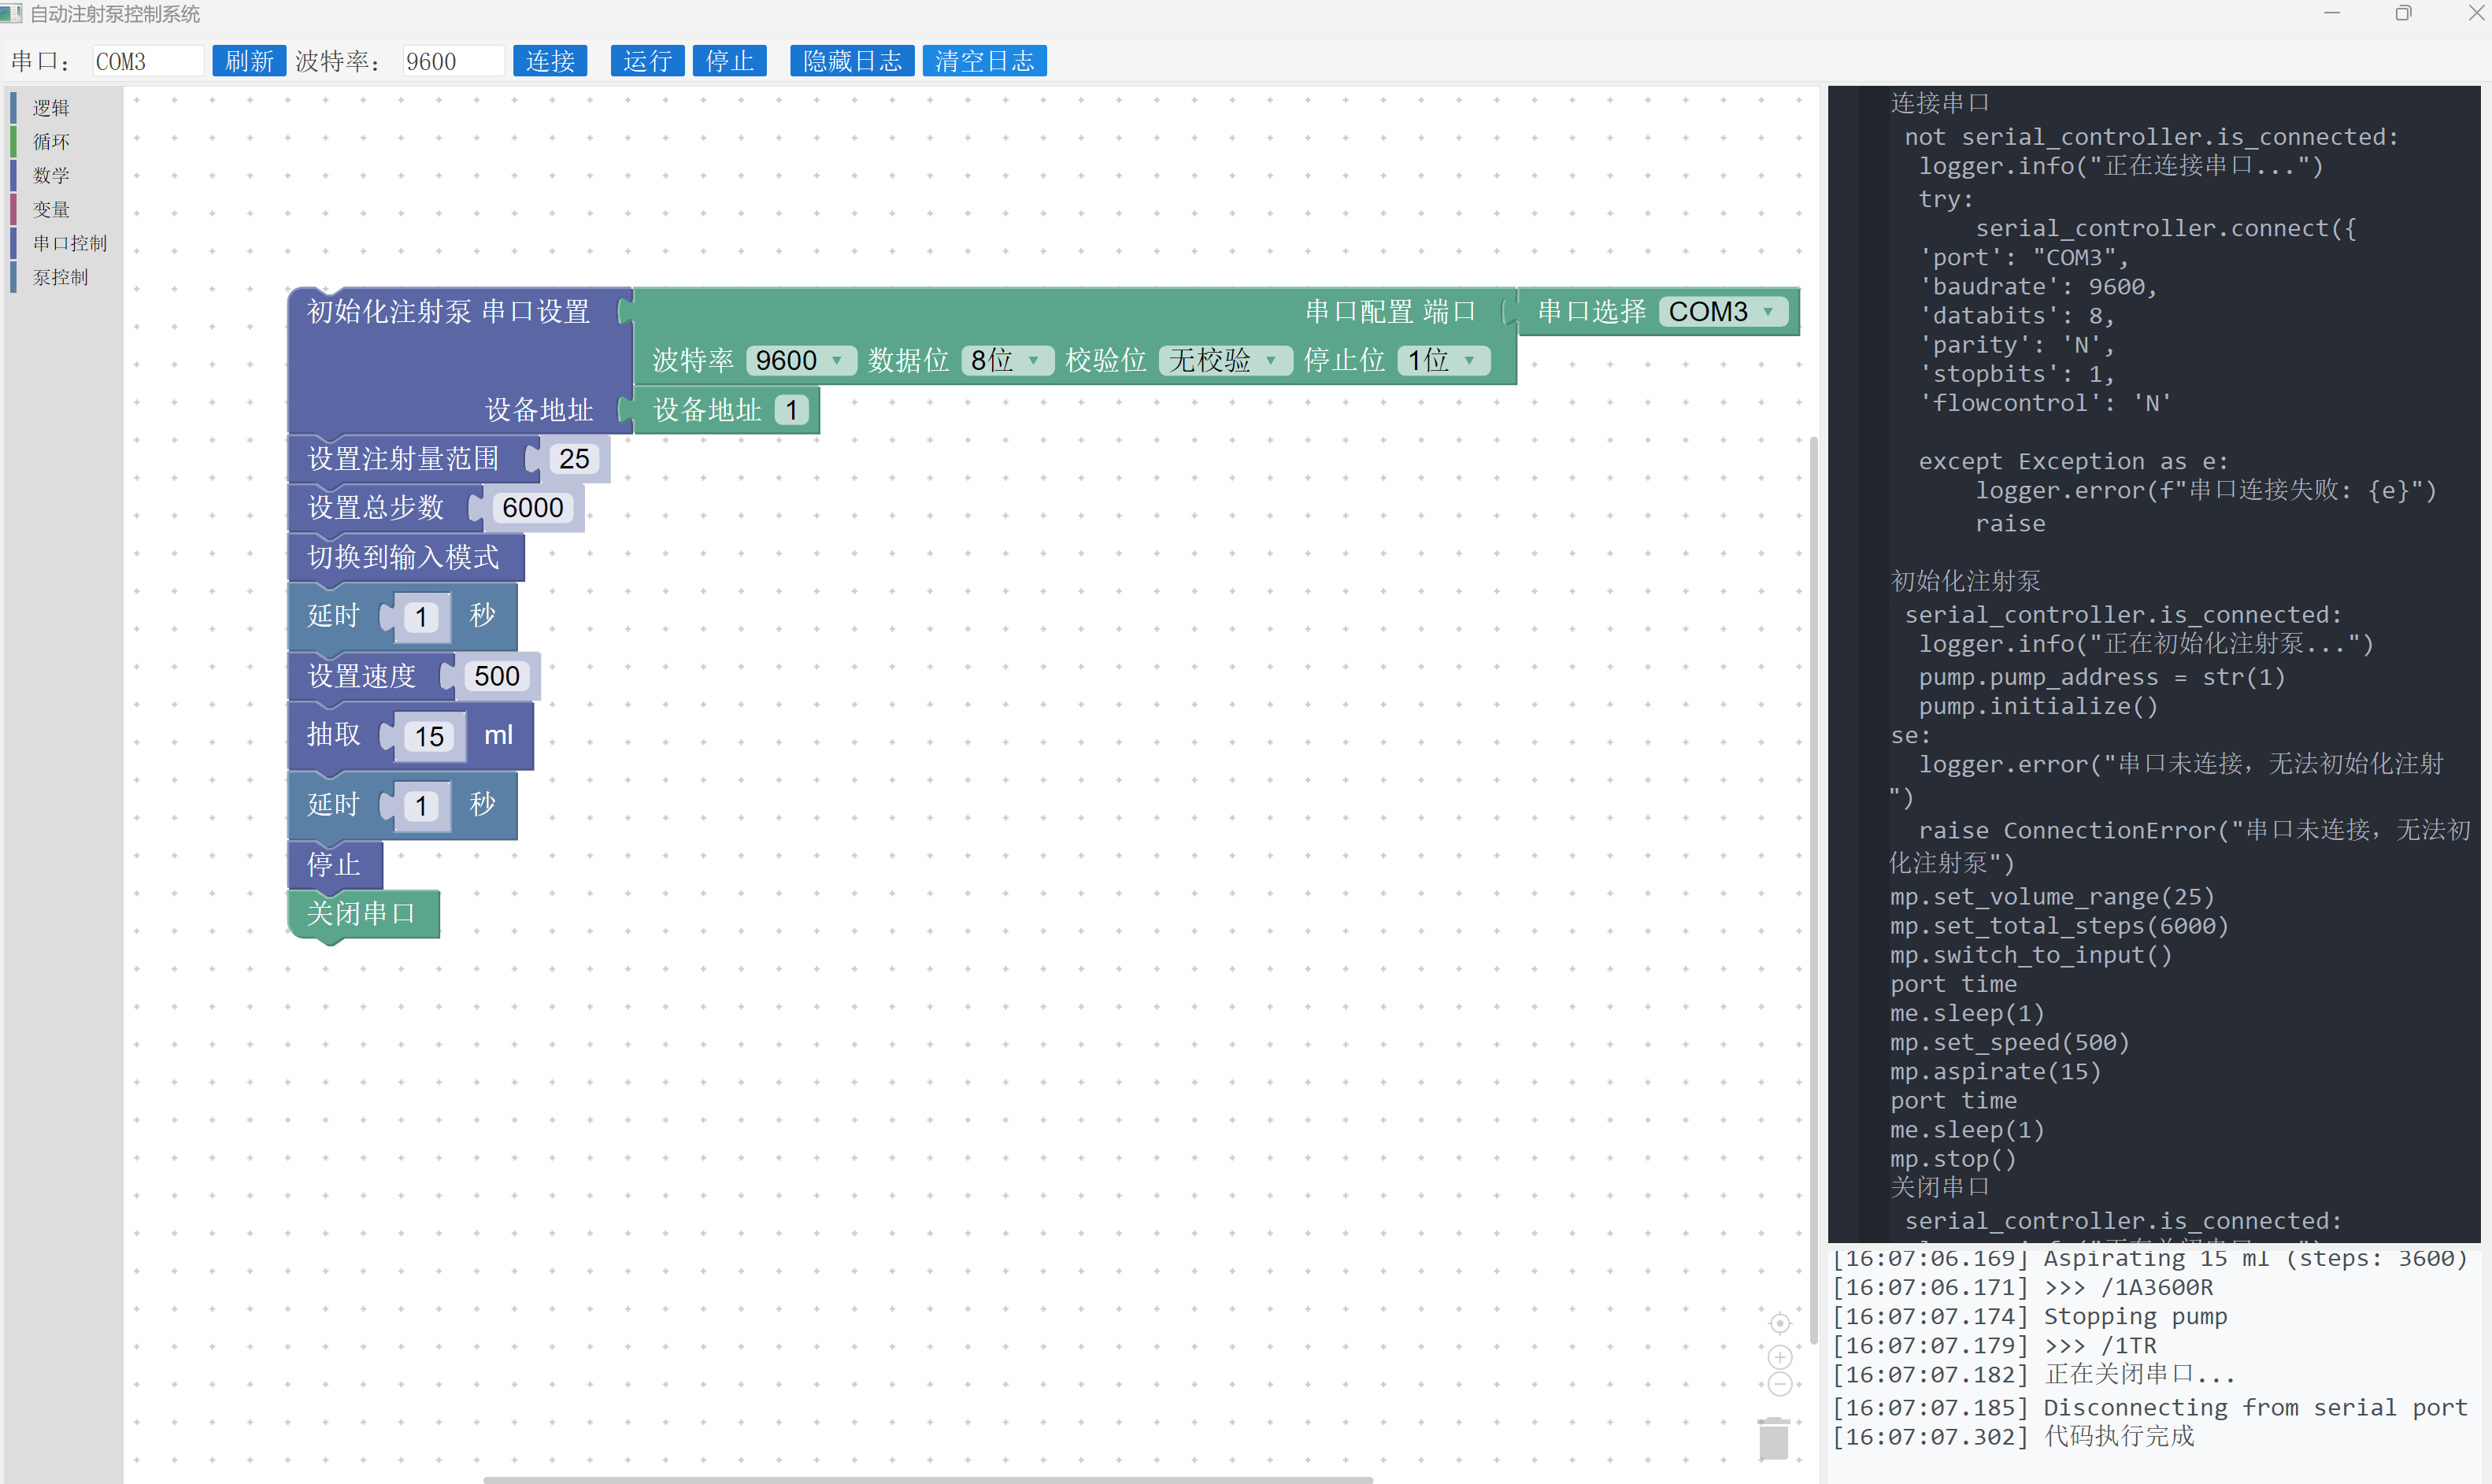 自动注射泵控制系统
串口： COM3 刷新 波特率： 9600 连接 运行 停止 隐藏日志 清空日志
逻辑
循环
数学
变量
串口控制
泵控制
初始化注射泵 串口设置 串口配置 端口 串口选择 COM3
波特率 9600 数据位 8位 校验位 无校验 停止位 1位
设备地址 设备地址 1
设置注射量范围 25
设置总步数 6000
切换到输入模式
延时 1 秒
设置速度 500
抽取 15 ml
延时 1 秒
停止
关闭串口
连接串口
not serial_controller.is_connected:
logger.info("正在连接串口...")
try:
serial_controller.connect({
'port': "COM3",
'baudrate': 9600,
'databits': 8,
'parity': 'N',
'stopbits': 1,
'flowcontrol': 'N'
except Exception as e:
logger.error(f"串口连接失败: {e}")
raise
初始化注射泵
serial_controller.is_connected:
logger.info("正在初始化注射泵...")
pump.pump_address = str(1)
pump.initialize()
se:
logger.error("串口未连接，无法初始化注射
")
raise ConnectionError("串口未连接，无法初
化注射泵")
mp.set_volume_range(25)
mp.set_total_steps(6000)
mp.switch_to_input()
port time
me.sleep(1)
mp.set_speed(500)
mp.aspirate(15)
port time
me.sleep(1)
mp.stop()
关闭串口
serial_controller.is_connected:
[16:07:06.169] Aspirating 15 ml (steps: 3600)
[16:07:06.171] >>> /1A3600R
[16:07:07.174] Stopping pump
[16:07:07.179] >>> /1TR
[16:07:07.182] 正在关闭串口...
[16:07:07.185] Disconnecting from serial port
[16:07:07.302] 代码执行完成